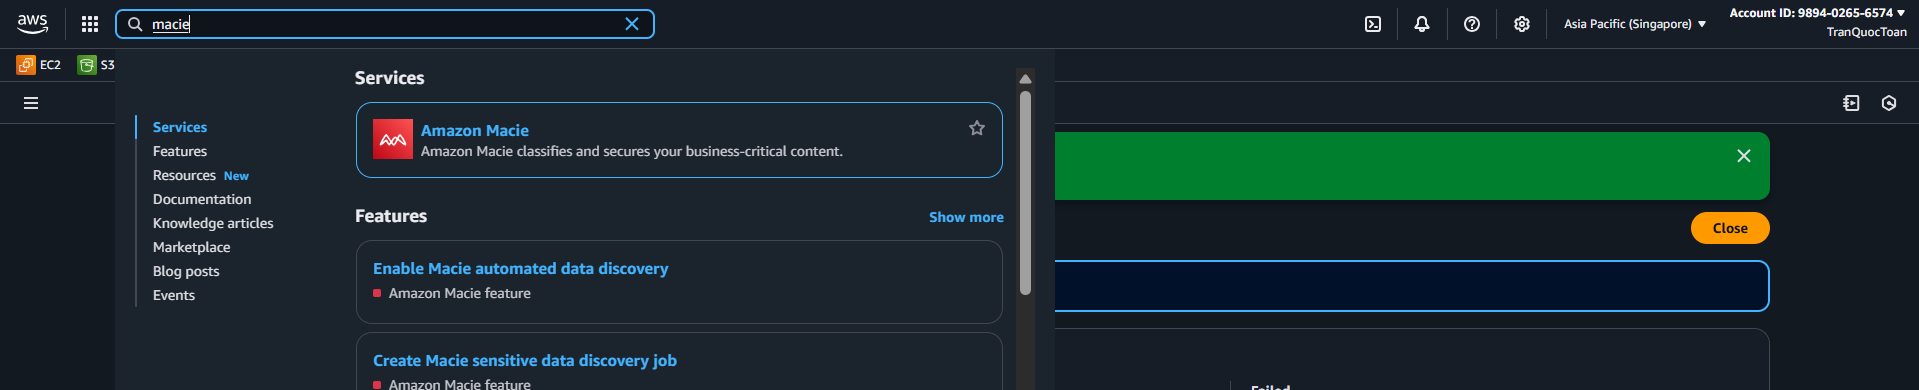 aws
macie
Asia Pacific (Singapore)
Account ID: 9894-0265-6574
TranQuocToan
EC2
S3
Services
Features
Resources New
Documentation
Knowledge articles
Marketplace
Blog posts
Events
Services
Amazon Macie
Amazon Macie classifies and secures your business-critical content.
Features
Show more
Enable Macie automated data discovery
Amazon Macie feature
Create Macie sensitive data discovery job
Amazon Macie feature
Close
Failed